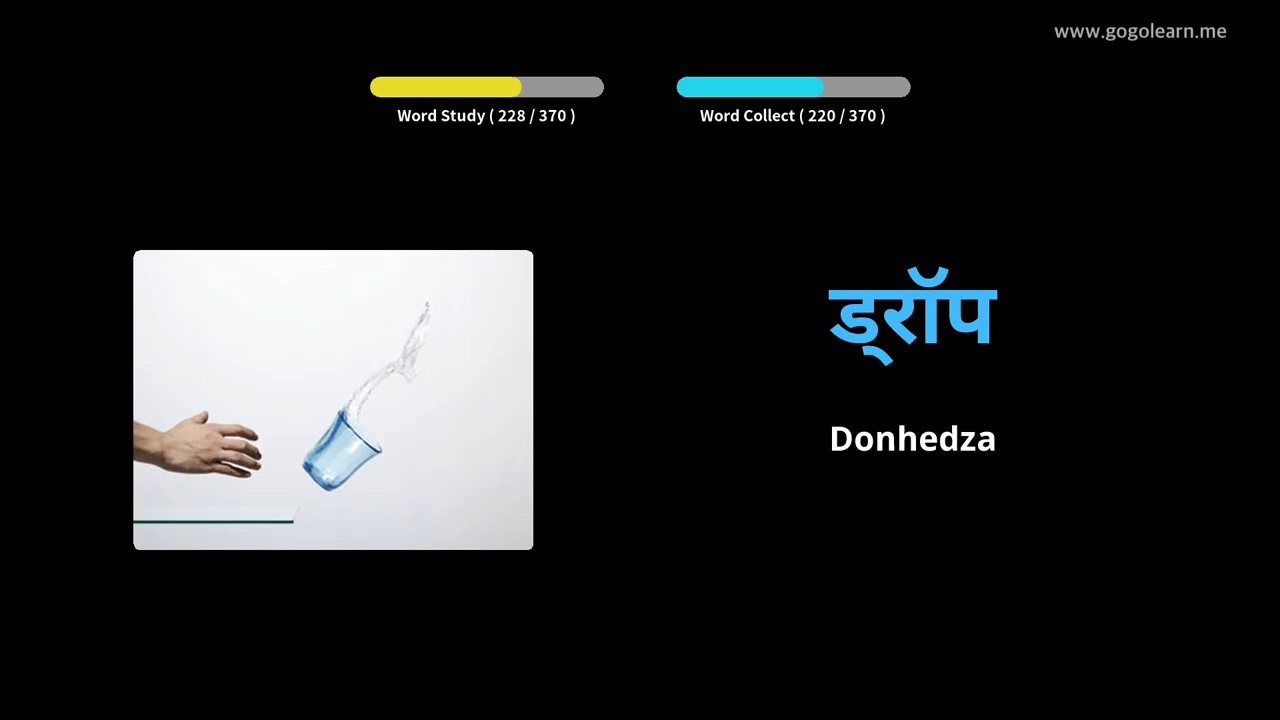 www.gogolearn.me
Word Study ( 228 / 370 )
Word Collect ( 220 / 370 )
ड्रॉप
Donhedza